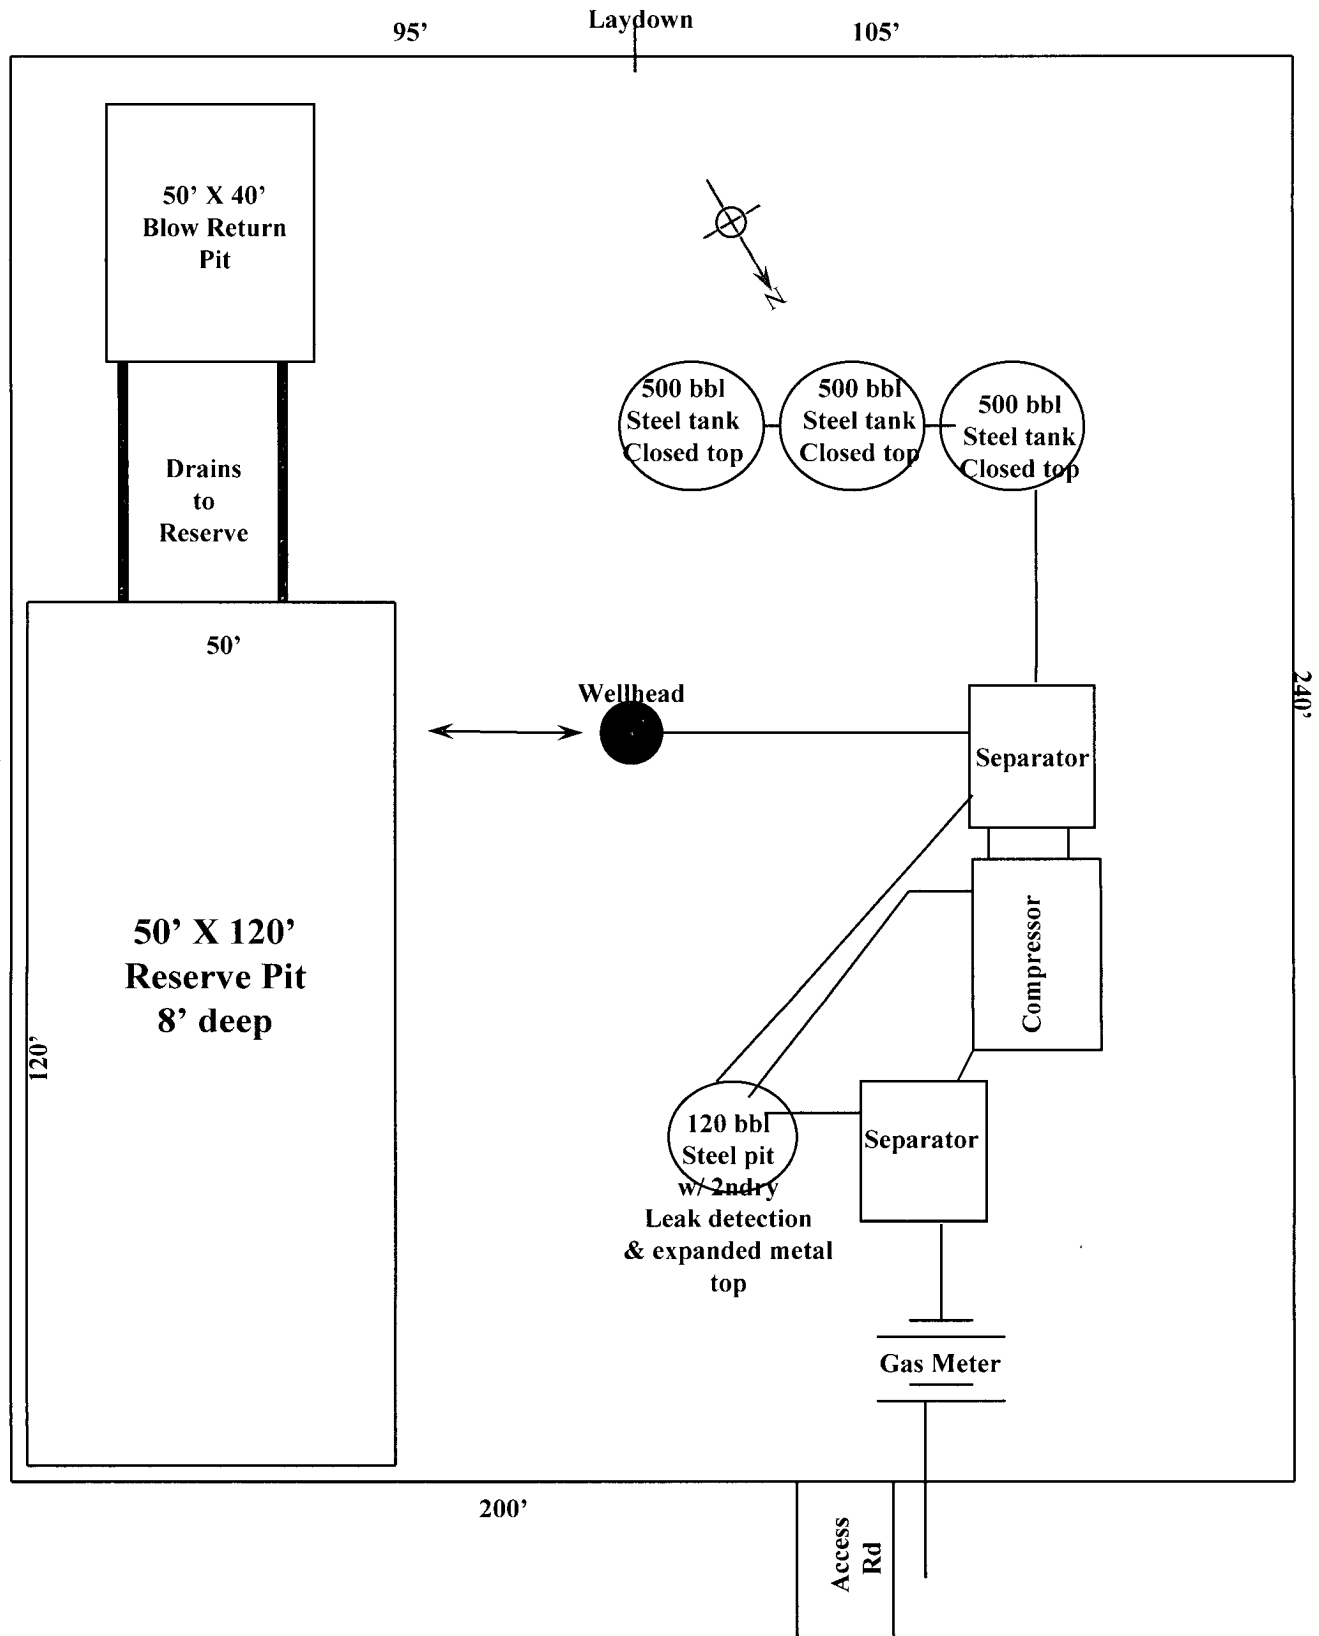 Laydown
95’
105’
50’ X 40’
Blow Return
Pit
N
500 bbl
Steel tank
Closed top
500 bbl
Steel tank
Closed top
500 bbl
Steel tank
Closed top
Drains
to
Reserve
50’
Wellhead
240’
Separator
50’ X 120’
Reserve Pit
8’ deep
120’
Compressor
120 bbl
Steel pit
w/ 2ndry
Leak detection
& expanded metal
top
Separator
Gas Meter
200’
Access
Rd